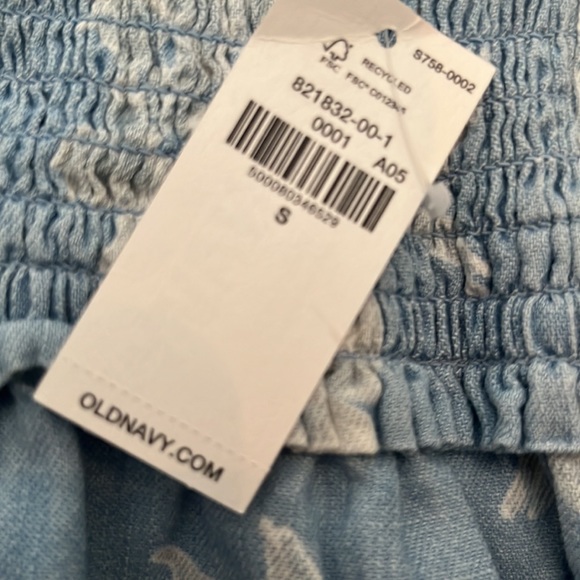 S758-0002
RECYCLED
FSC
821832-00-1
0001 A05
500080346529
S
OLDNAVY.COM